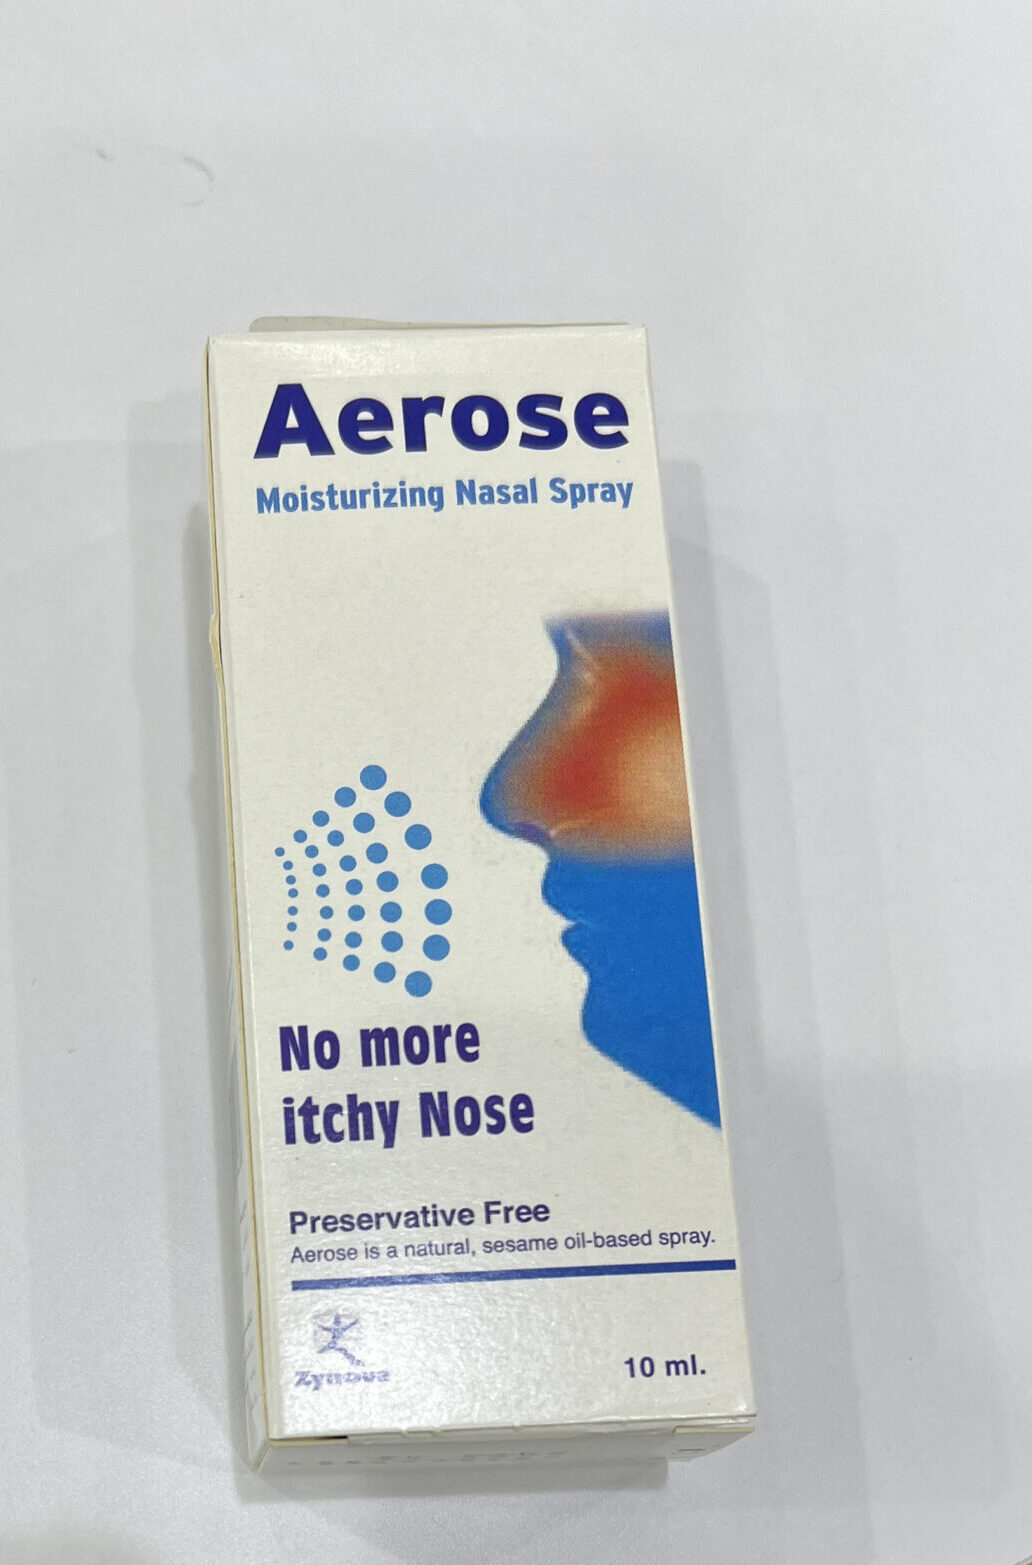 Aerose
Moisturizing Nasal Spray
No more
itchy Nose
Preservative Free
Aerose is a natural, sesame oil-based spray.
Zynova
10 ml.